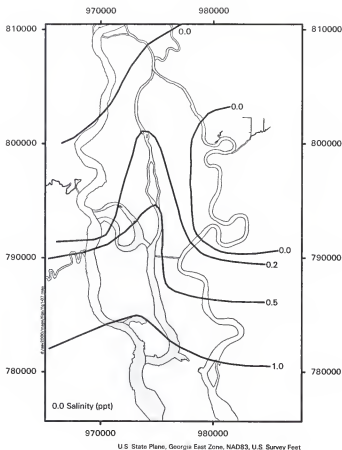 970000 980000
810000 0.0 810000
0.0
800000 800000
790000 0.0 790000
0.2
0.5
1.0
780000 780000
0.0 Salinity (ppt)
970000 980000
U.S. State Plane, Georgia East Zone, NAD83, U.S. Survey Feet